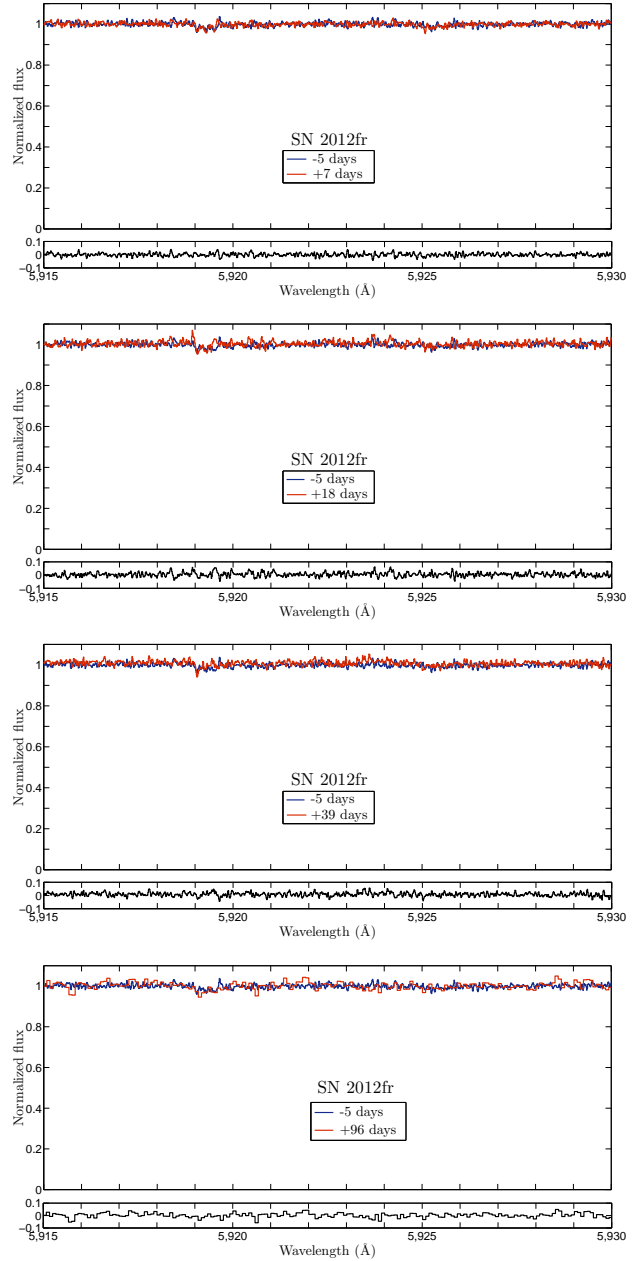 1
0.8
0.6
0.4
0.2
0
Normalized flux
SN 2012fr
-5 days
+7 days
0.1
0
−0.1
5,915 5,920 5,925 5,930
Wavelength (Å)
1
0.8
0.6
0.4
0.2
0
Normalized flux
SN 2012fr
-5 days
+18 days
0.1
0
−0.1
5,915 5,920 5,925 5,930
Wavelength (Å)
1
0.8
0.6
0.4
0.2
0
Normalized flux
SN 2012fr
-5 days
+39 days
0.1
0
−0.1
5,915 5,920 5,925 5,930
Wavelength (Å)
1
0.8
0.6
0.4
0.2
0
Normalized flux
SN 2012fr
-5 days
+96 days
0.1
0
−0.1
5,915 5,920 5,925 5,930
Wavelength (Å)